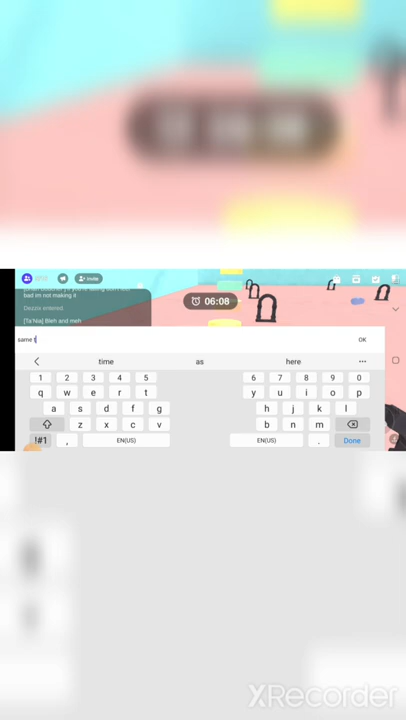 Invite
bad im not making it
Dezzix entered
[Ta'Nia] Bleh and meh
06:08
same t
OK
time as here
1 2 3 4 5 6 7 8 9 0
q w e r t y u i o p
a s d f g h j k l
z x c v b n m
!#1 , EN(US) EN(US) . Done
XRecorder